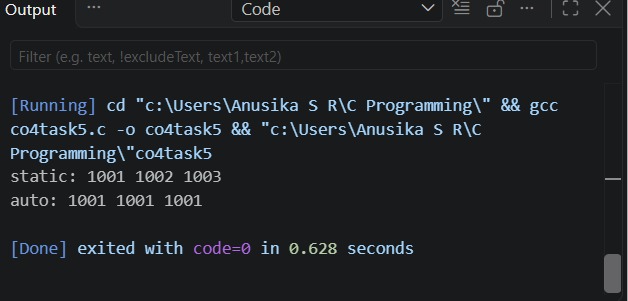 Output ... Code ...
Filter (e.g. text, !excludeText, text1,text2)
[Running] cd "c:\Users\Anusika S R\C Programming\" && gcc
co4task5.c -o co4task5 && "c:\Users\Anusika S R\C
Programming\"co4task5
static: 1001 1002 1003
auto: 1001 1001 1001
[Done] exited with code=0 in 0.628 seconds